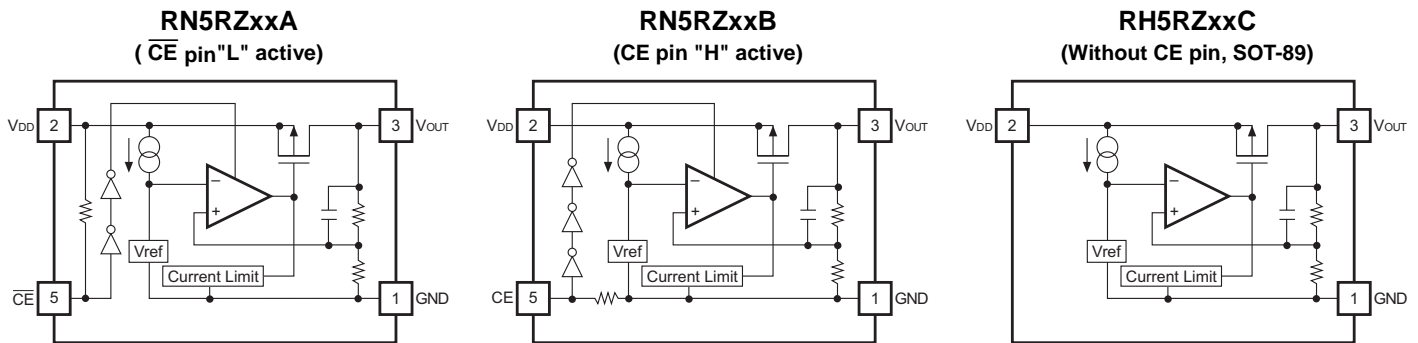 RN5RZxxA
( CE pin"L" active)
VDD
2
3
VOUT
−
+
Vref
Current Limit
CE
5
1
GND
RN5RZxxB
(CE pin "H" active)
VDD
2
3
VOUT
−
+
Vref
Current Limit
CE
5
1
GND
RH5RZxxC
(Without CE pin, SOT-89)
VDD
2
3
VOUT
−
+
Vref
Current Limit
1
GND